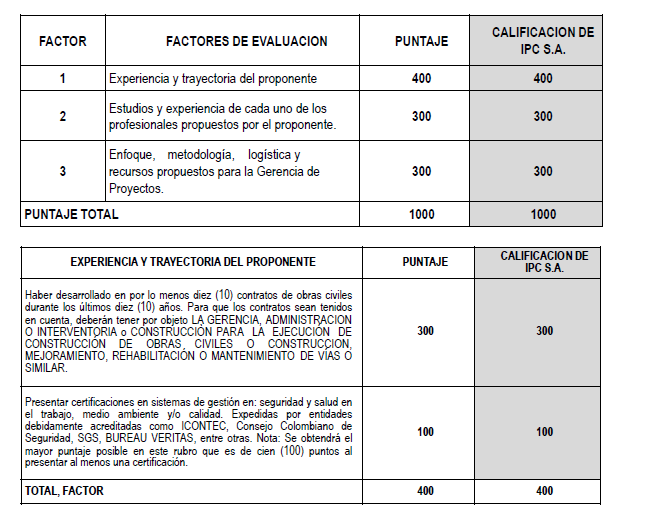 FACTOR FACTORES DE EVALUACION PUNTAJE CALIFICACION DE
IPC S.A.
1 Experiencia y trayectoria del proponente 400 400
2 Estudios y experiencia de cada uno de los
profesionales propuestos por el proponente. 300 300
3 Enfoque, metodología, logística y
recursos propuestos para la Gerencia de
Proyectos. 300 300
PUNTAJE TOTAL 1000 1000
EXPERIENCIA Y TRAYECTORIA DEL PROPONENTE PUNTAJE CALIFICACION DE
IPC S.A.
Haber desarrollado en por lo menos diez (10) contratos de obras civiles
durante los últimos diez (10) años. Para que los contratos sean tenidos
en cuenta, deberán tener por objeto LA GERENCIA, ADMINISTRACION
O INTERVENTORIA o CONSTRUCCIÓN PARA LA EJECUCIÓN DE
CONSTRUCCIÓN DE OBRAS CIVILES O CONSTRUCCION,
MEJORAMIENTO, REHABILITACIÓN O MANTENIMIENTO DE VÍAS O
SIMILAR. 300 300
Presentar certificaciones en sistemas de gestión en: seguridad y salud en
el trabajo, medio ambiente y/o calidad. Expedidas por entidades
debidamente acreditadas como ICONTEC, Consejo Colombiano de
Seguridad, SGS, BUREAU VERITAS, entre otras. Nota: Se obtendrá el
mayor puntaje posible en este rubro que es de cien (100) puntos al
presentar al menos una certificación. 100 100
TOTAL, FACTOR 400 400